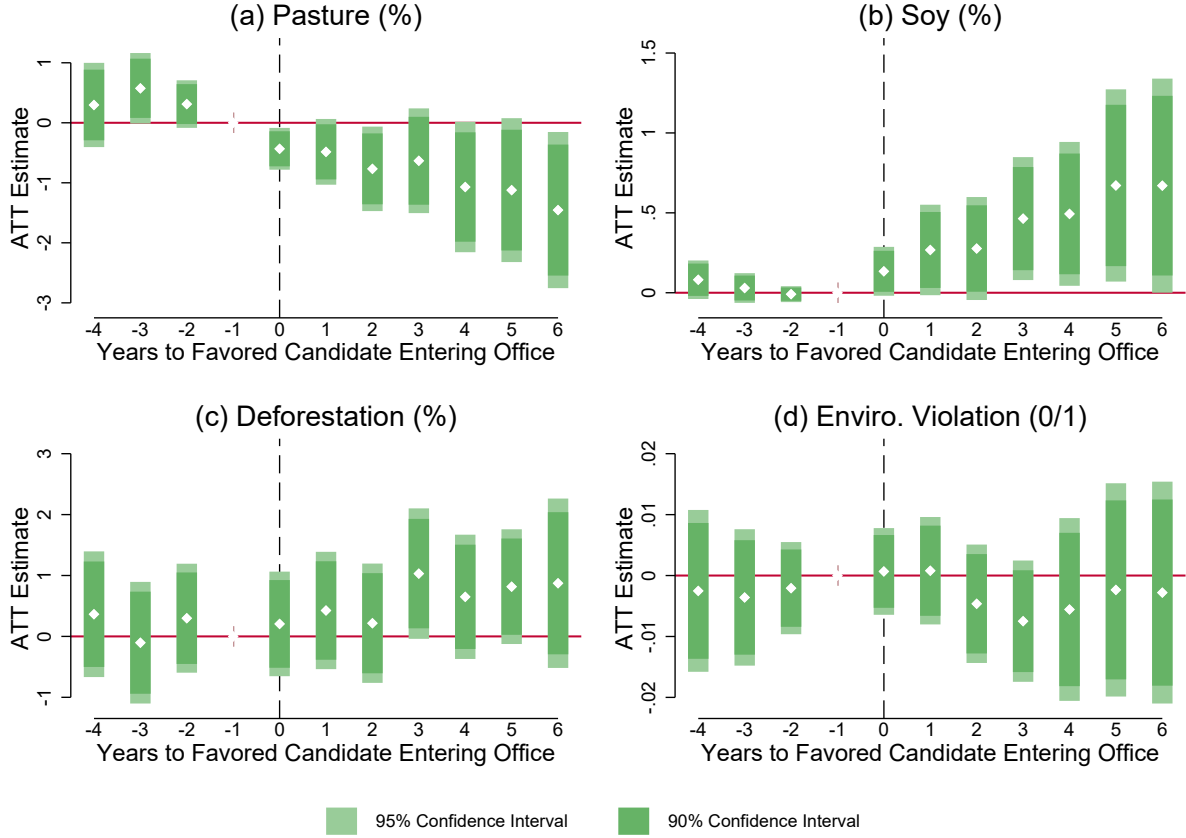 (a) Pasture (%)
ATT Estimate
1
0
-1
-2
-3
-4 -3 -2 -1 0 1 2 3 4 5 6
Years to Favored Candidate Entering Office
(b) Soy (%)
ATT Estimate
1.5
1
.5
0
-4 -3 -2 -1 0 1 2 3 4 5 6
Years to Favored Candidate Entering Office
(c) Deforestation (%)
ATT Estimate
3
2
1
0
-1
-4 -3 -2 -1 0 1 2 3 4 5 6
Years to Favored Candidate Entering Office
(d) Enviro. Violation (0/1)
ATT Estimate
.02
.01
0
-.01
-.02
-4 -3 -2 -1 0 1 2 3 4 5 6
Years to Favored Candidate Entering Office
95% Confidence Interval
90% Confidence Interval